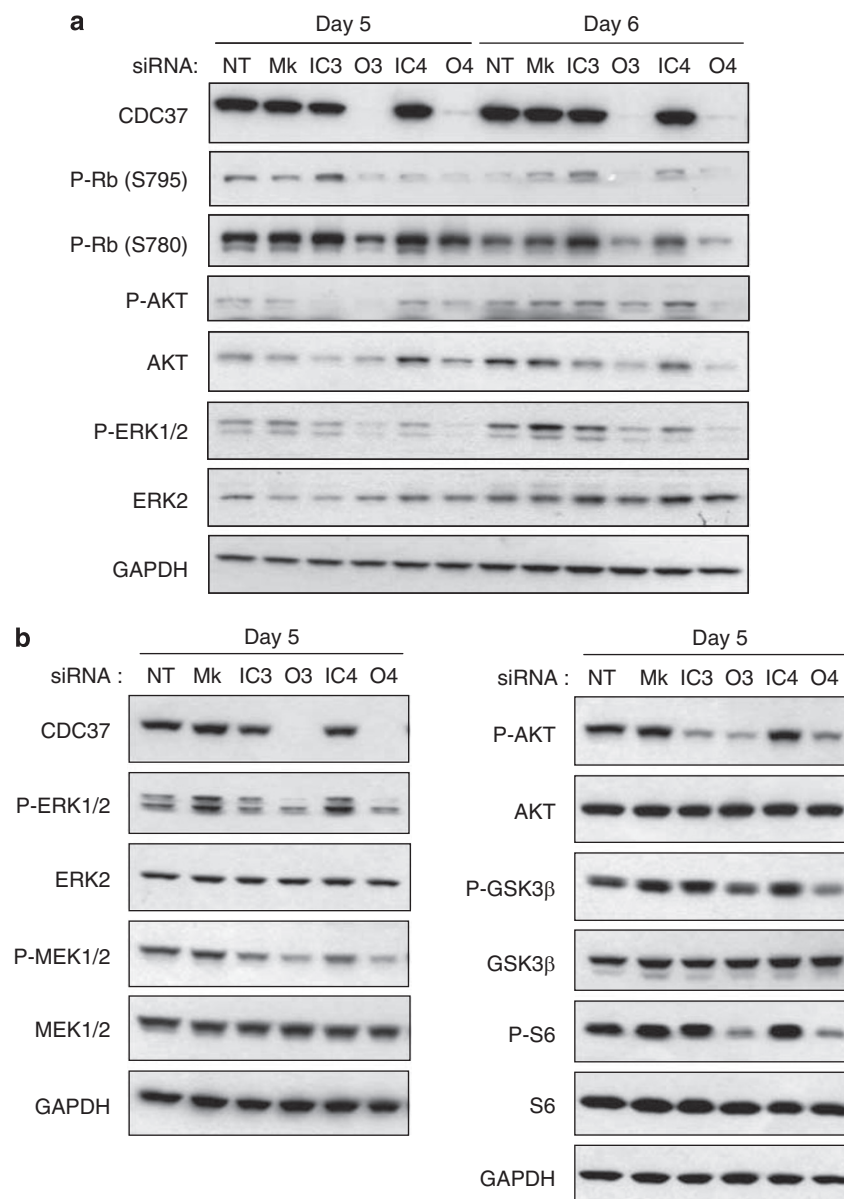 a
Day 5 Day 6
siRNA: NT Mk IC3 O3 IC4 O4 NT Mk IC3 O3 IC4 O4
CDC37
P-Rb (S795)
P-Rb (S780)
P-AKT
AKT
P-ERK1/2
ERK2
GAPDH
b
Day 5
siRNA : NT Mk IC3 O3 IC4 O4
CDC37
P-ERK1/2
ERK2
P-MEK1/2
MEK1/2
GAPDH
Day 5
siRNA : NT Mk IC3 O3 IC4 O4
P-AKT
AKT
P-GSK3β
GSK3β
P-S6
S6
GAPDH